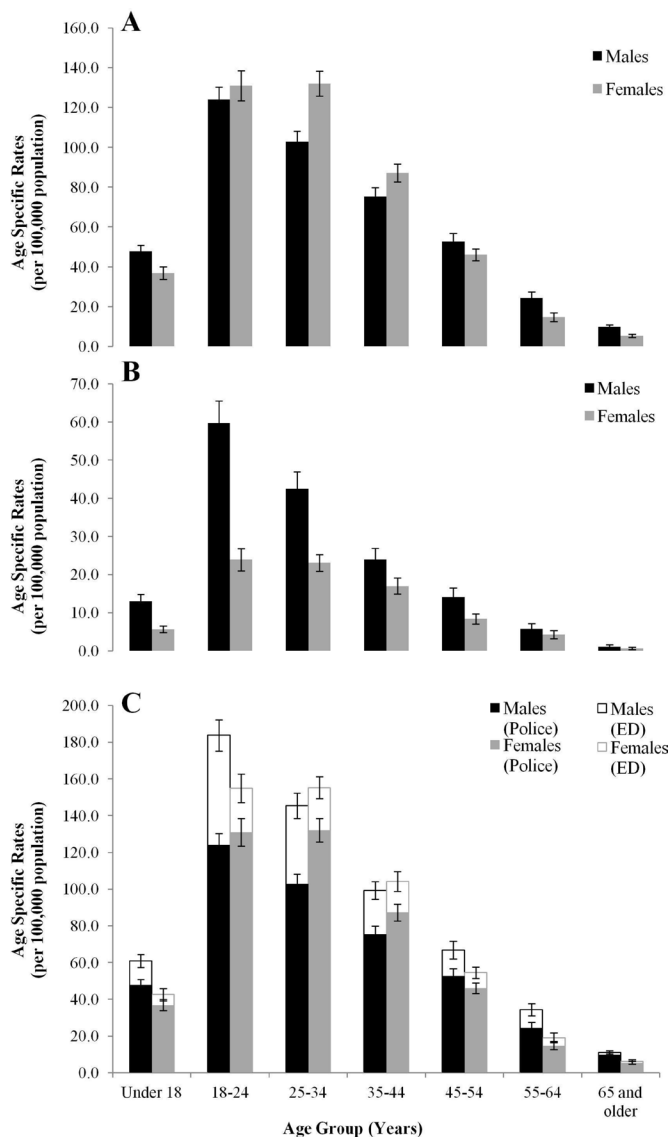 A
Males
Females
Age Specific Rates
(per 100,000 population)
160.0
140.0
120.0
100.0
80.0
60.0
40.0
20.0
0.0
B
Males
Females
Age Specific Rates
(per 100,000 population)
70.0
60.0
50.0
40.0
30.0
20.0
10.0
0.0
C
Males
(Police)
Males
(ED)
Females
(Police)
Females
(ED)
Age Specific Rates
(per 100,000 population)
200.0
180.0
160.0
140.0
120.0
100.0
80.0
60.0
40.0
20.0
0.0
Under 18
18-24
25-34
35-44
45-54
55-64
65 and
older
Age Group (Years)